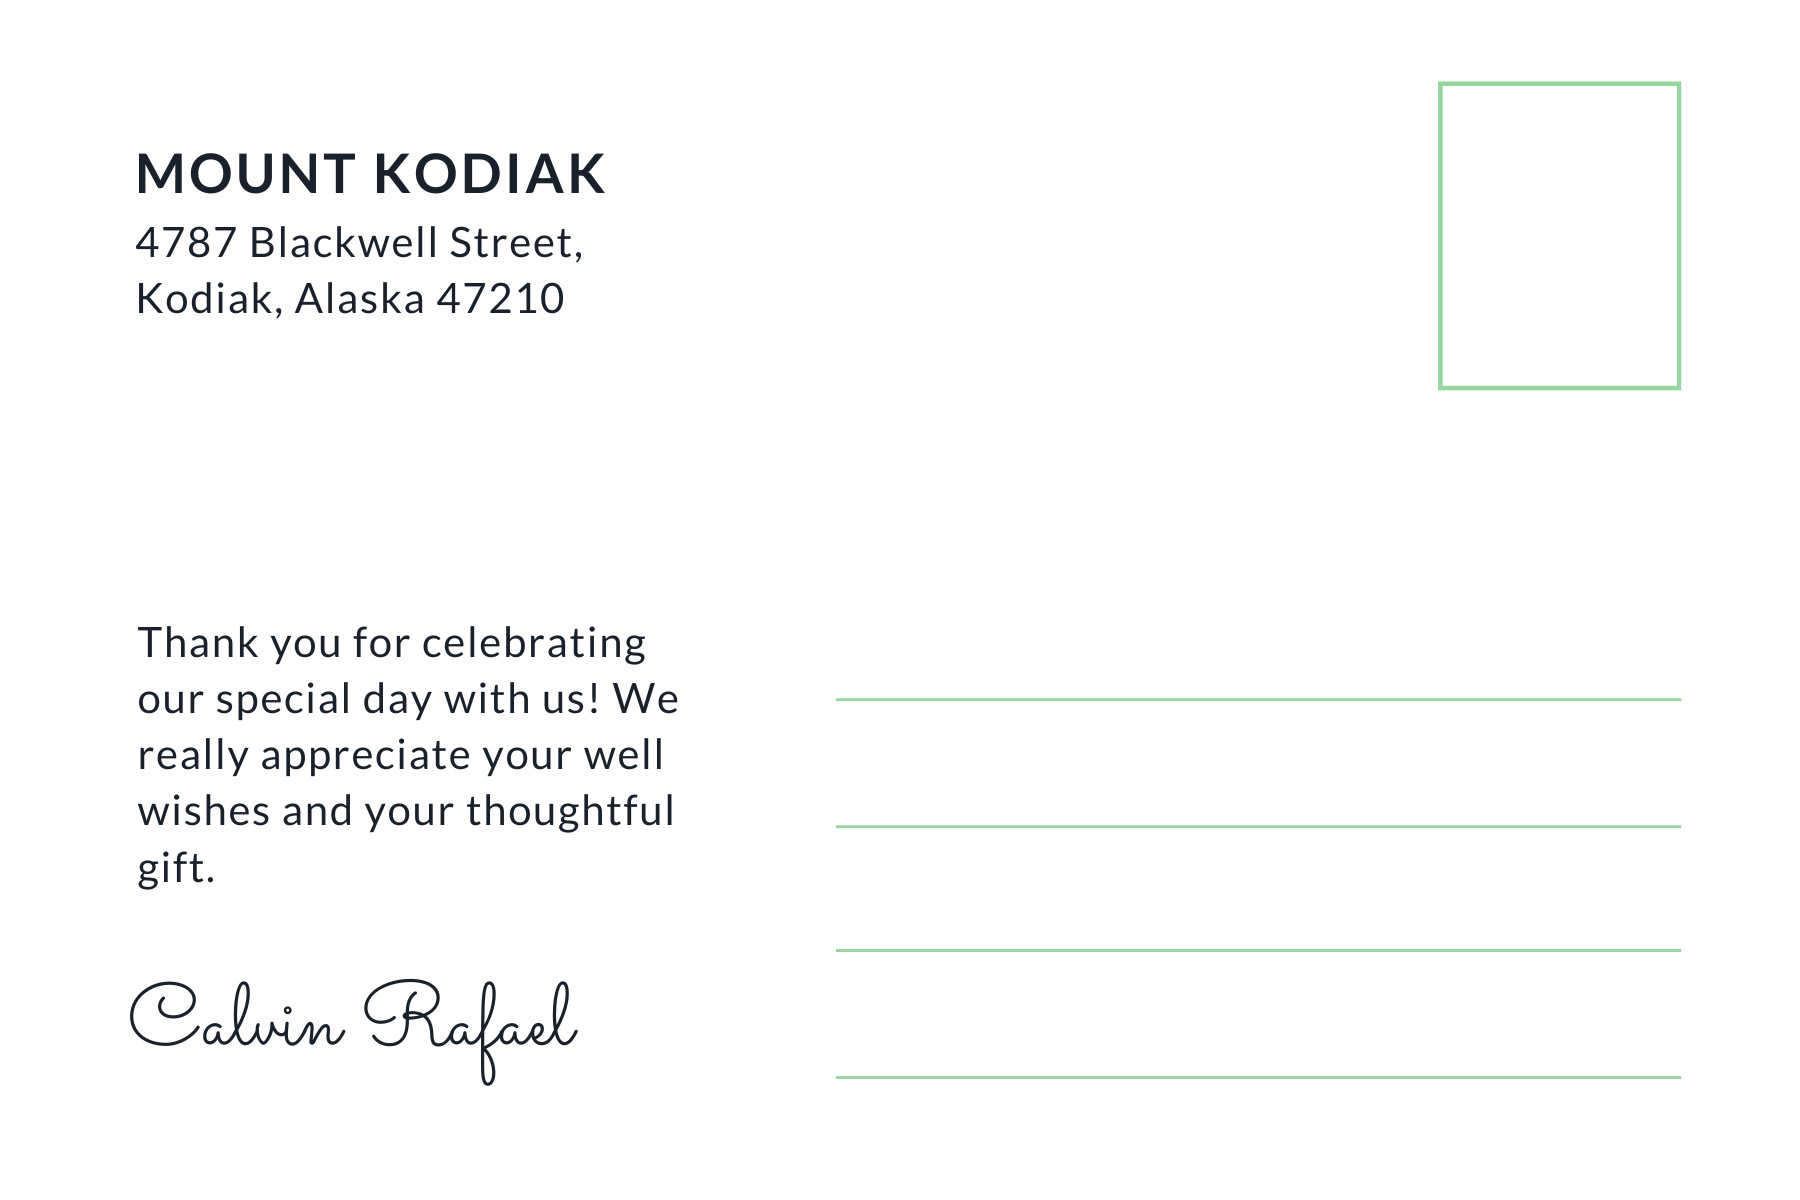 MOUNT KODIAK
4787 Blackwell Street,
Kodiak, Alaska 47210
Thank you for celebrating
our special day with us! We
really appreciate your well
wishes and your thoughtful
gift.
Calvin Rafael